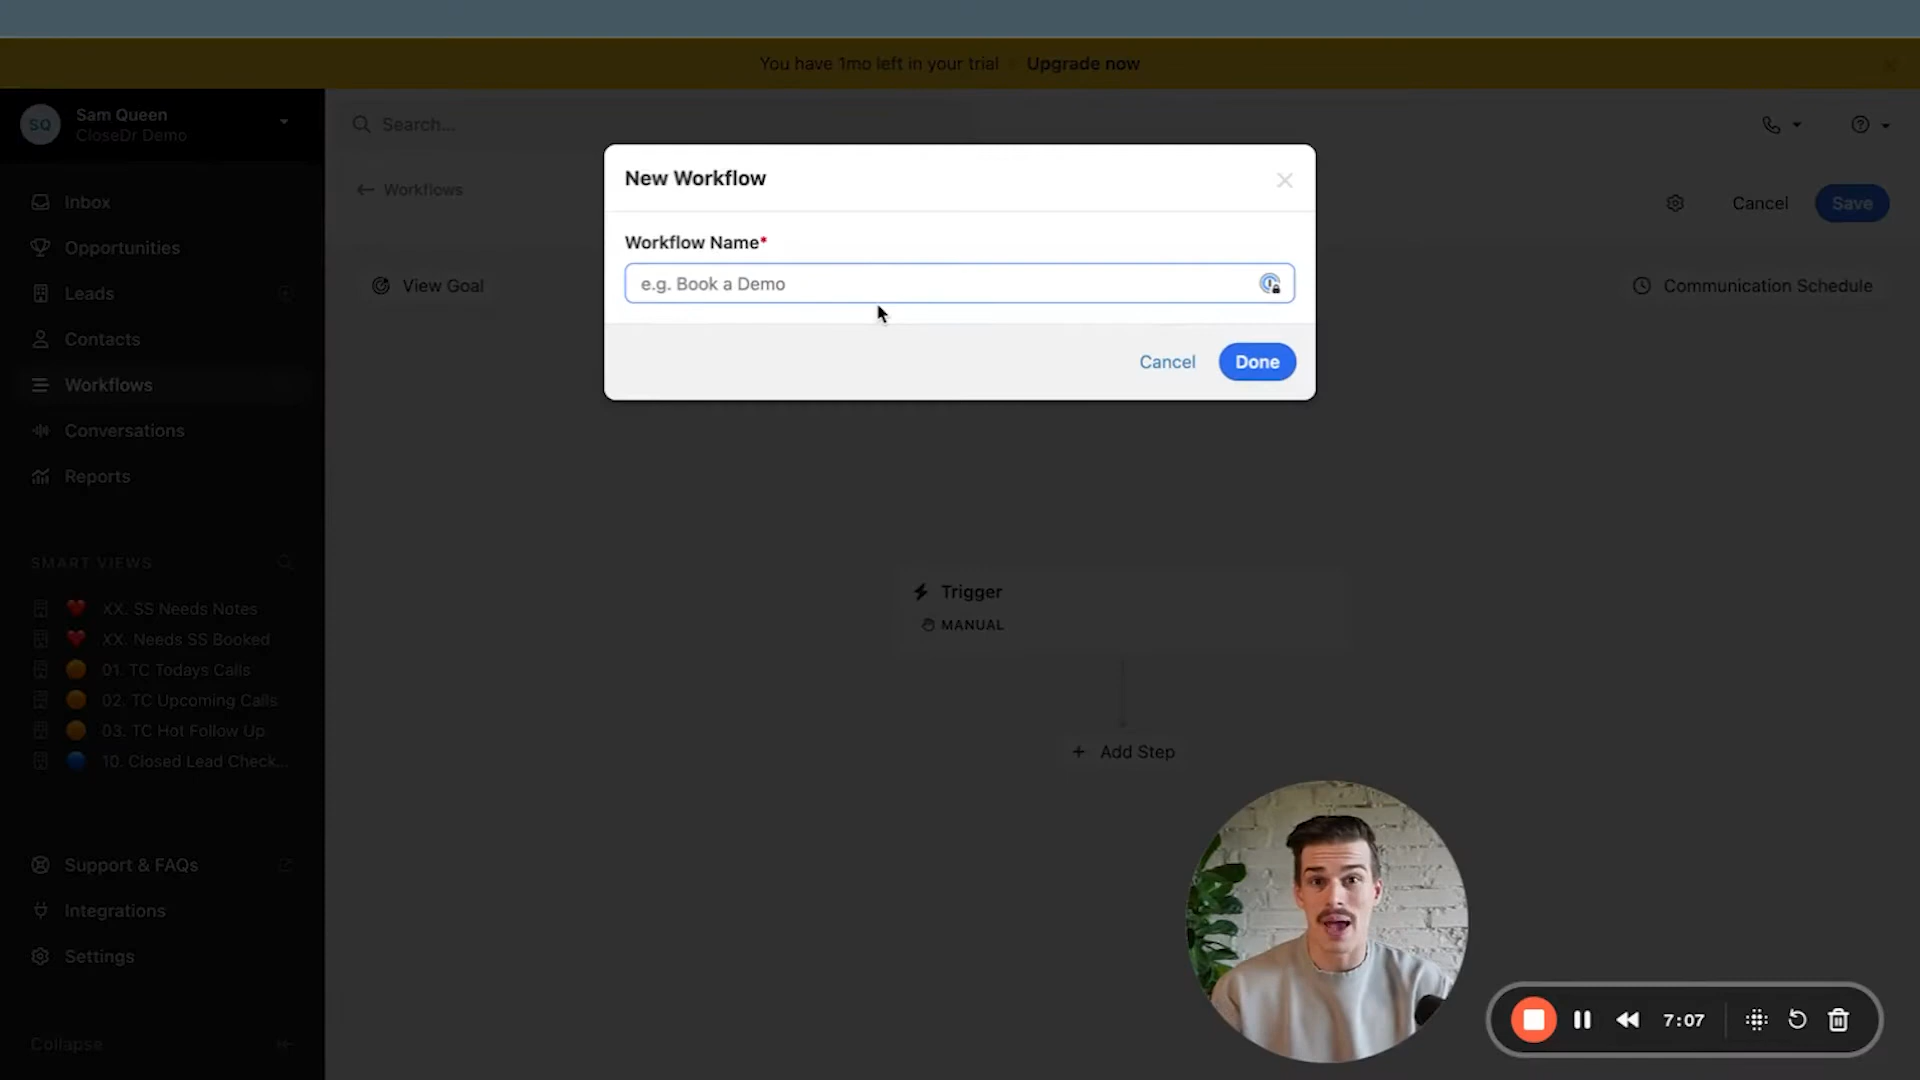 You have 1mo left in your trial Upgrade now
SQ
Sam Queen
CloseDr Demo
Search...
Inbox
Opportunities
Leads
Contacts
Workflows
Conversations
Reports
SMART VIEWS
XX. SS Needs Notes
XX. Needs SS Booked
01. TC Todays Calls
02. TC Upcoming Calls
03. TC Hot Follow Up
10. Closed Lead Check...
Support & FAQs
Integrations
Settings
Collapse
Workflows
Cancel
Save
View Goal
Communication Schedule
New Workflow
Workflow Name*
e.g. Book a Demo
Cancel
Done
Trigger
MANUAL
+ Add Step
7:07